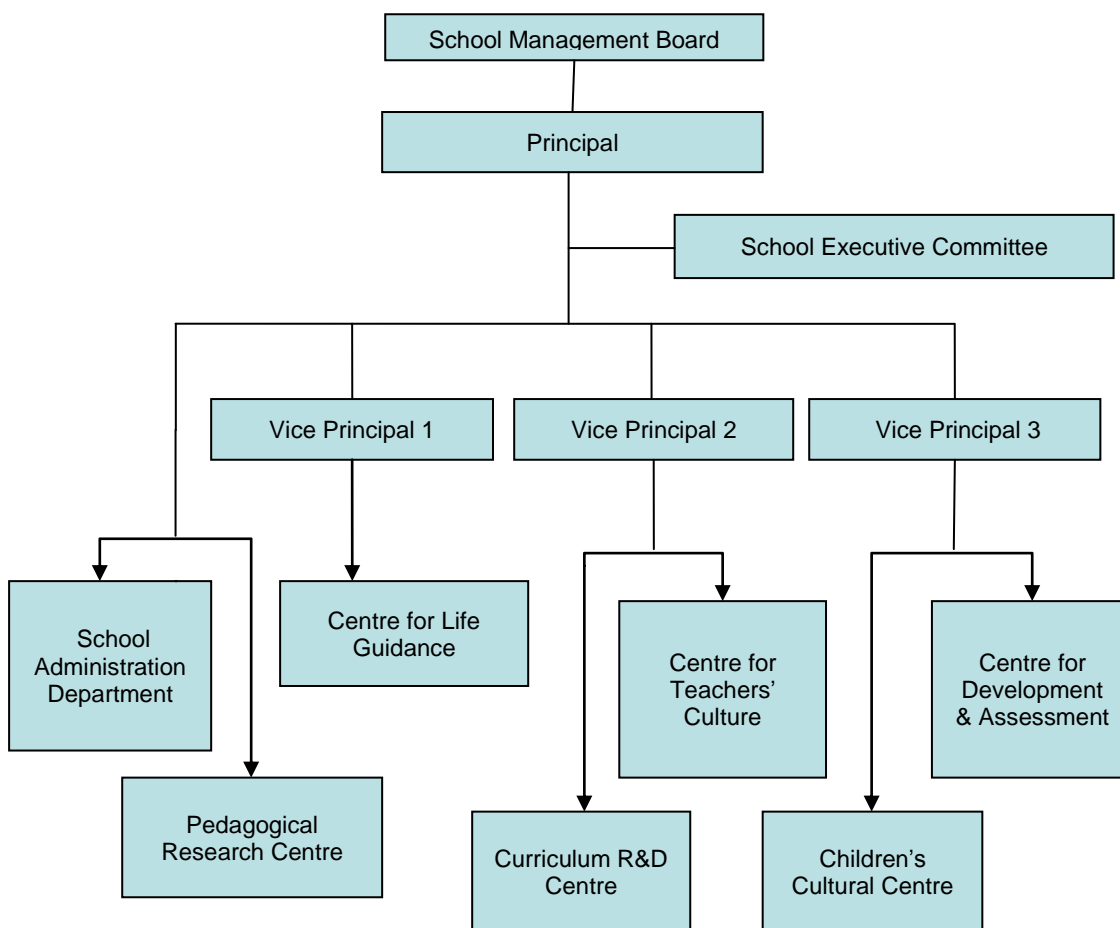 School Management Board
Principal
School Executive Committee
Vice Principal 1
Vice Principal 2
Vice Principal 3
School
Administration
Department
Centre for Life
Guidance
Centre for
Teachers’
Culture
Centre for
Development
& Assessment
Pedagogical
Research Centre
Curriculum R&D
Centre
Children’s
Cultural Centre